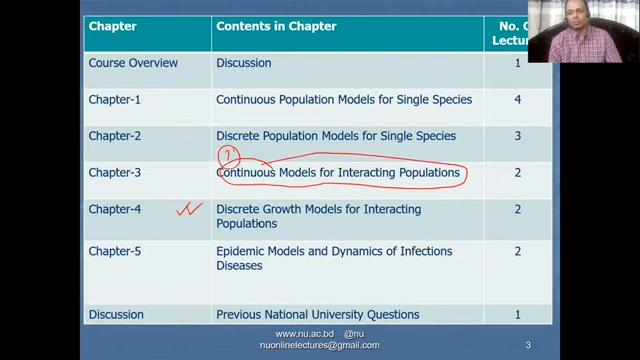 Chapter Contents in Chapter No. O
Lectur
Course Overview Discussion 1
Chapter-1 Continuous Population Models for Single Species 4
Chapter-2 Discrete Population Models for Single Species 3
Chapter-3 Continuous Models for Interacting Populations 2
Chapter-4 Discrete Growth Models for Interacting 2
Populations
Chapter-5 Epidemic Models and Dynamics of Infections 2
Diseases
Discussion Previous National University Questions 1
www.nu.ac.bd @nu
nuonlinelectures@gmail.com 3